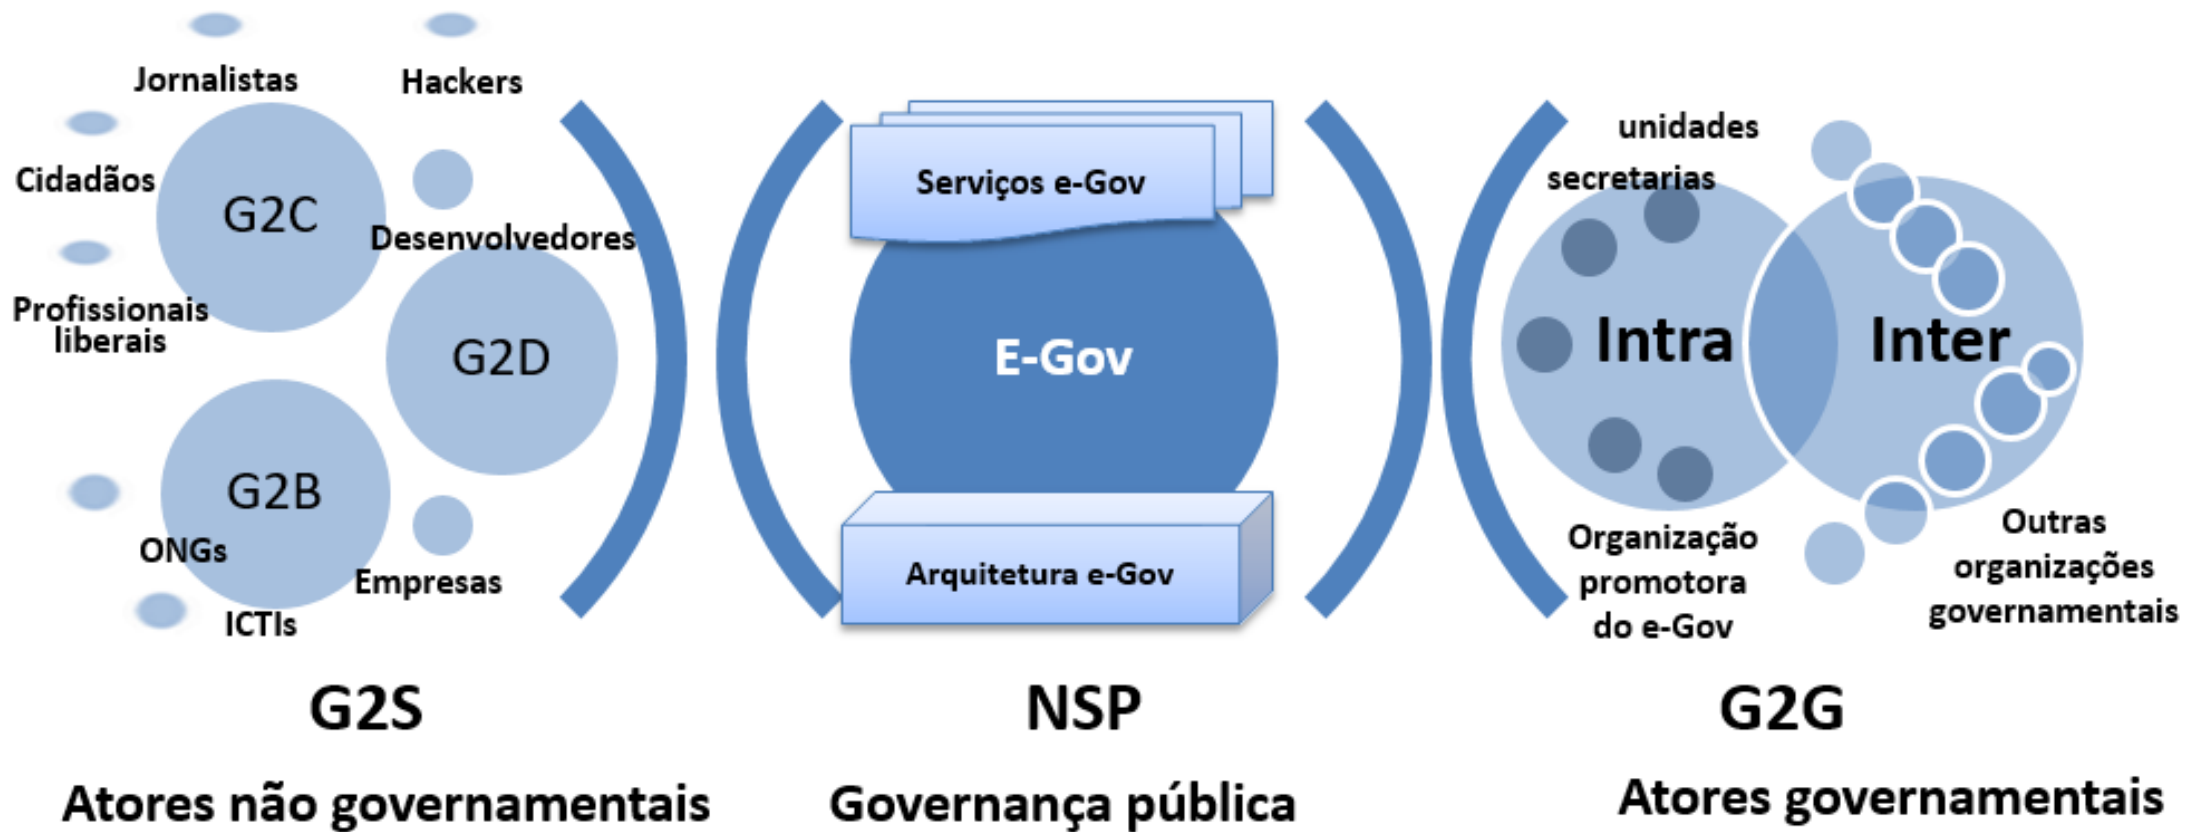 Jornalistas
Hackers
Cidadãos
G2C
Desenvolvedores
Profissionais
liberais
G2D
G2B
ONGs
Empresas
ICTIs
G2S
Atores não governamentais
Serviços e-Gov
E-Gov
Arquitetura e-Gov
NSP
Governança pública
unidades
secretarias
Intra
Inter
Organização
promotora
do e-Gov
Outras
organizações
governamentais
G2G
Atores governamentais